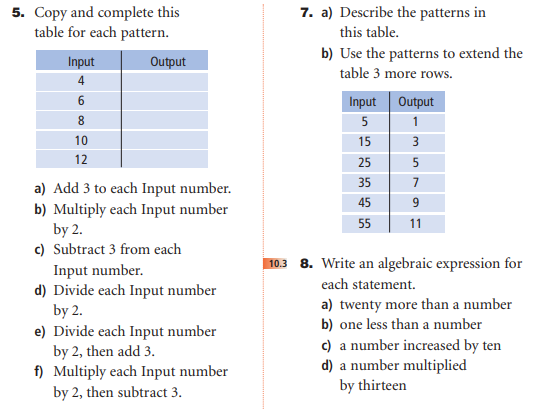 5. Copy and complete this
table for each pattern.
Input Output
4
6
8
10
12
a) Add 3 to each Input number.
b) Multiply each Input number
by 2.
c) Subtract 3 from each
Input number.
d) Divide each Input number
by 2.
e) Divide each Input number
by 2, then add 3.
f) Multiply each Input number
by 2, then subtract 3.
7. a) Describe the patterns in
this table.
b) Use the patterns to extend the
table 3 more rows.
Input Output
5 1
15 3
25 5
35 7
45 9
55 11
10.3 8. Write an algebraic expression for
each statement.
a) twenty more than a number
b) one less than a number
c) a number increased by ten
d) a number multiplied
by thirteen